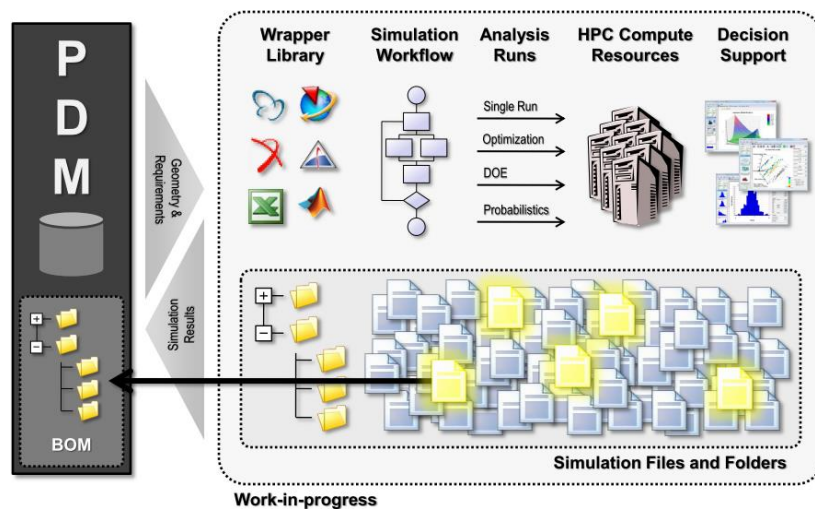 P
D
M
BOM
Geometry &
Requirements
Simulation
Results
Wrapper
Library
Simulation
Workflow
Analysis
Runs
HPC Compute
Resources
Decision
Support
Single Run
Optimization
DOE
Probabilistics
Simulation Files and Folders
Work-in-progress